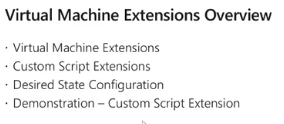 Virtual Machine Extensions Overview
· Virtual Machine Extensions
· Custom Script Extensions
· Desired State Configuration
· Demonstration – Custom Script Extension